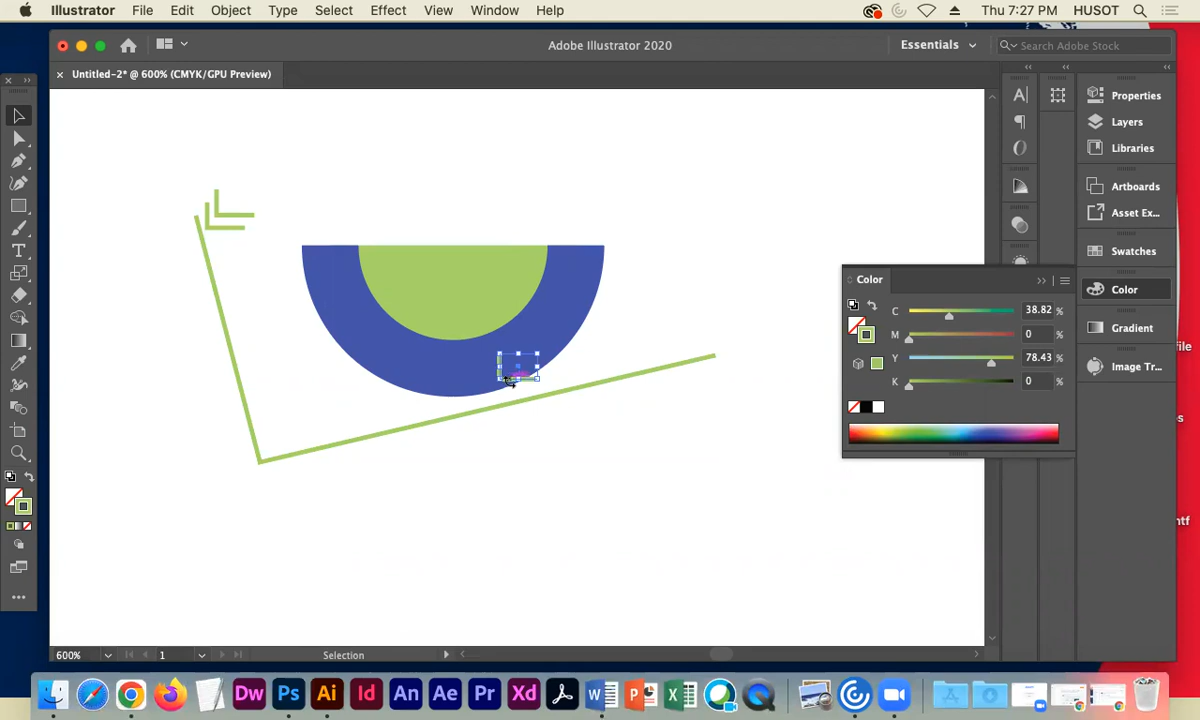 Illustrator File Edit Object Type Select Effect View Window Help
Thu 7:27 PM HUSOT
Adobe Illustrator 2020
Essentials
Search Adobe Stock
Untitled-2* @ 600% (CMYK/GPU Preview)
Properties
Layers
Libraries
Artboards
Asset Ex...
Swatches
Color
Gradient
Image Tr...
Color
C 38.82 %
M 0 %
Y 78.43 %
K 0 %
file
s
ntf
600%
1
Selection
Dw Ps Ai Id An Ae Pr Xd